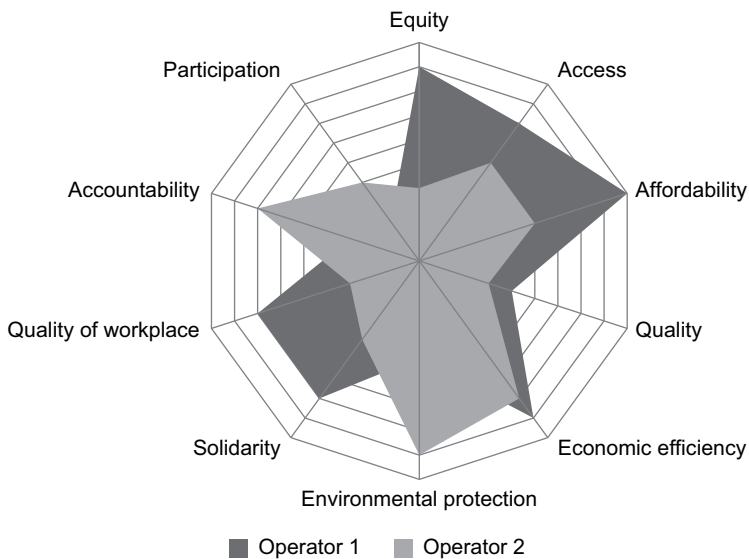 Equity
Participation
Access
Accountability
Affordability
Quality of workplace
Quality
Solidarity
Economic efficiency
Environmental protection
Operator 1
Operator 2